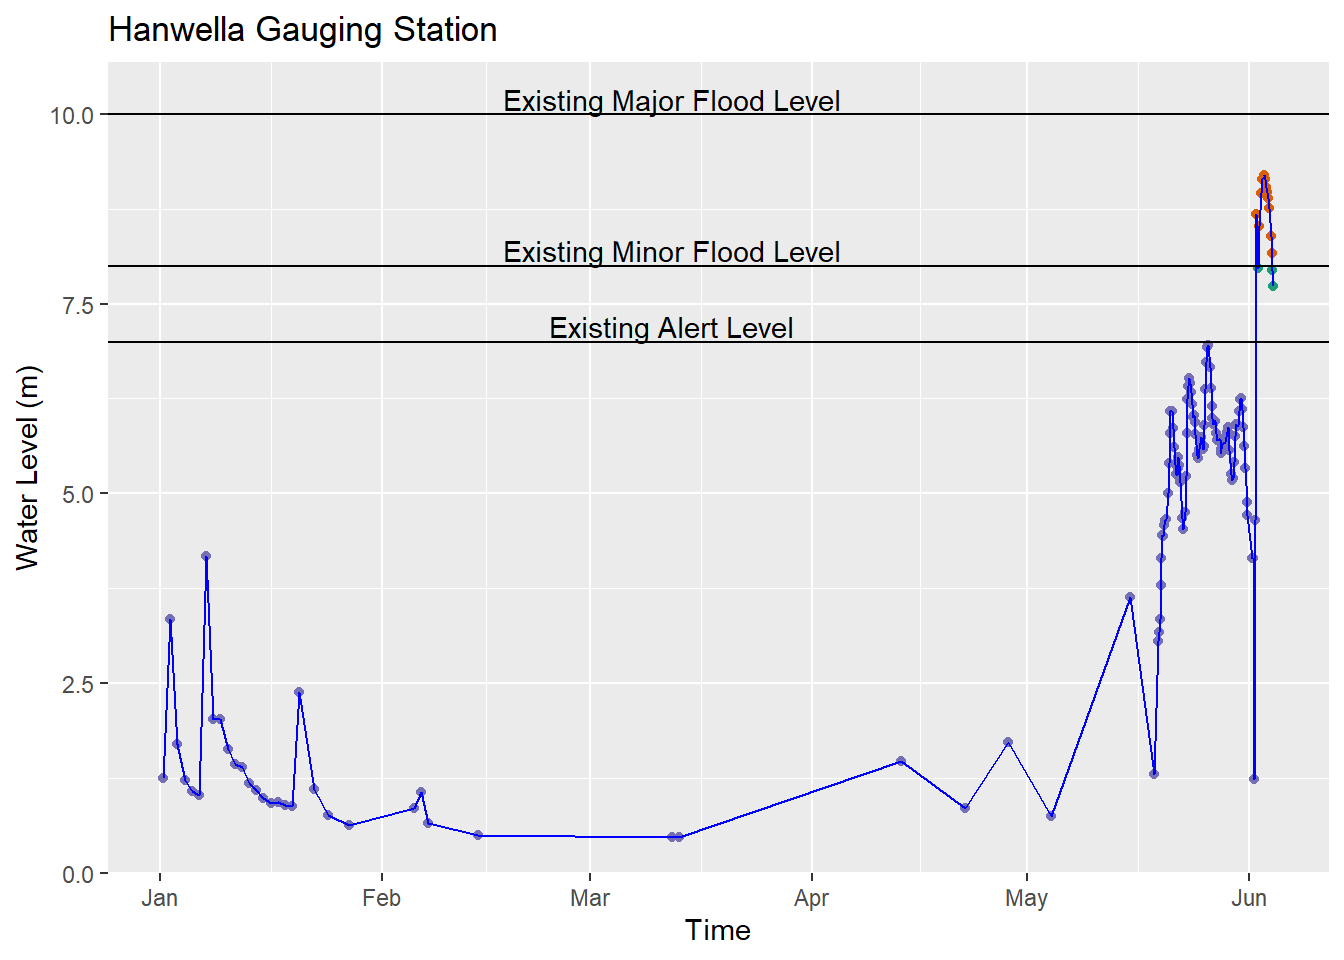 Hanwella Gauging Station
Existing Major Flood Level
10.0
Existing Minor Flood Level
7.5
Existing Alert Level
Water Level (m)
5.0
2.5
0.0
Jan Feb Mar Apr May Jun
Time